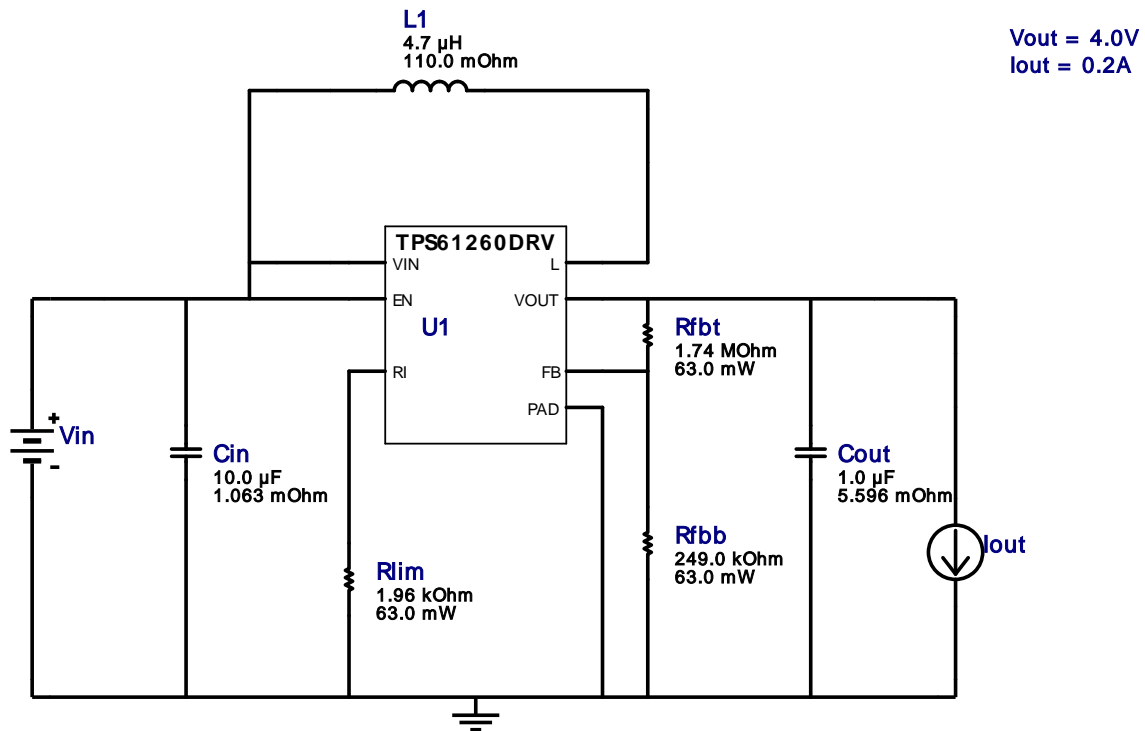 L1
4.7 µH
110.0 mOhm
Vout = 4.0V
Iout = 0.2A
TPS61260DRV
VIN
L
EN
VOUT
U1
RI
FB
PAD
Rfbt
1.74 MOhm
63.0 mW
+
Vin
-
Cin
10.0 µF
1.063 mOhm
Cout
1.0 µF
5.596 mOhm
Rfbb
249.0 kOhm
63.0 mW
Iout
Rlim
1.96 kOhm
63.0 mW